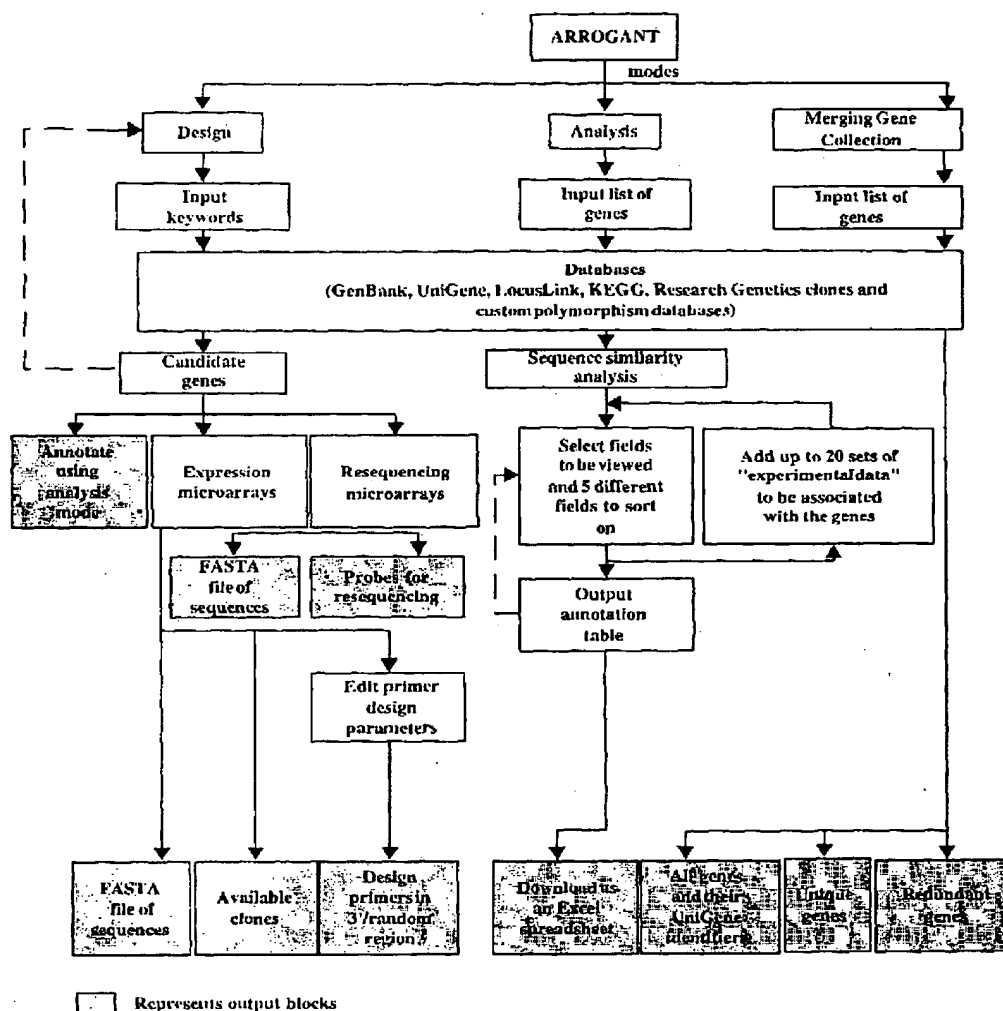 ARROGANT
modes
Design
Analysis
Merging Gene
Collection
Input
keywords
Input list of
genes
Input list of
genes
Databases
(GenBank, UniGene, LocusLink, KEGG, Research Genetics clones and
custom polymorphism databases)
Candidate
genes
Sequence similarity
analysis
Annotate
using
analysis
mode
Expression
microarrays
Resequencing
microarrays
Select fields
to be viewed
and 5 different
fields to sort
on
Add up to 20 sets of
"experimentaldata"
to be associated
with the genes
FASTA
file of
sequences
Probes for
resequencing
Output
annotation
table
Edit primer
design
parameters
FASTA
file of
sequences
Available
clones
Design
primers in
3'/random
region
Download as
an Excel
spreadsheet
All genes
and their
UniGene
identifiers
Unique
genes
Redundant
genes
Represents output blocks